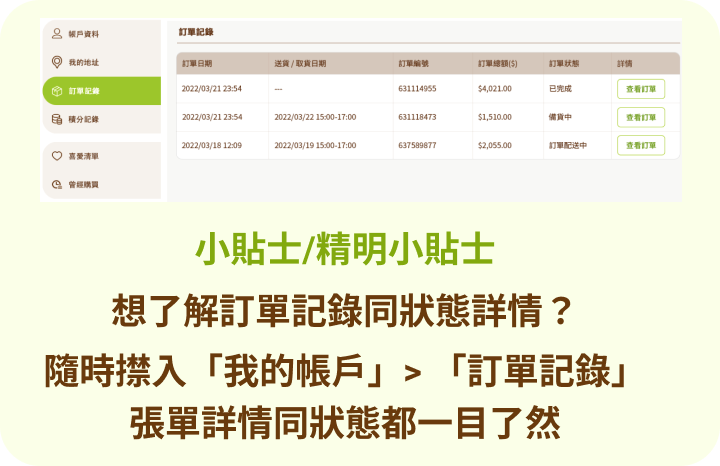 帳戶資料
我的地址
訂單記錄
積分記錄
喜愛清單
曾經購買
訂單記錄
訂單日期 送貨 / 取貨日期 訂單編號 訂單總額($) 訂單狀態 詳情
2022/03/21 23:54 --- 631114955 $4,021.00 已完成 查看訂單
2022/03/21 23:54 2022/03/22 15:00-17:00 631118473 $1,510.00 備貨中 查看訂單
2022/03/18 12:09 2022/03/19 15:00-17:00 637589877 $2,055.00 訂單配送中 查看訂單
小貼士/精明小貼士
想了解訂單記錄同狀態詳情？
隨時㩒入「我的帳戶」> 「訂單記錄」
張單詳情同狀態都一目了然